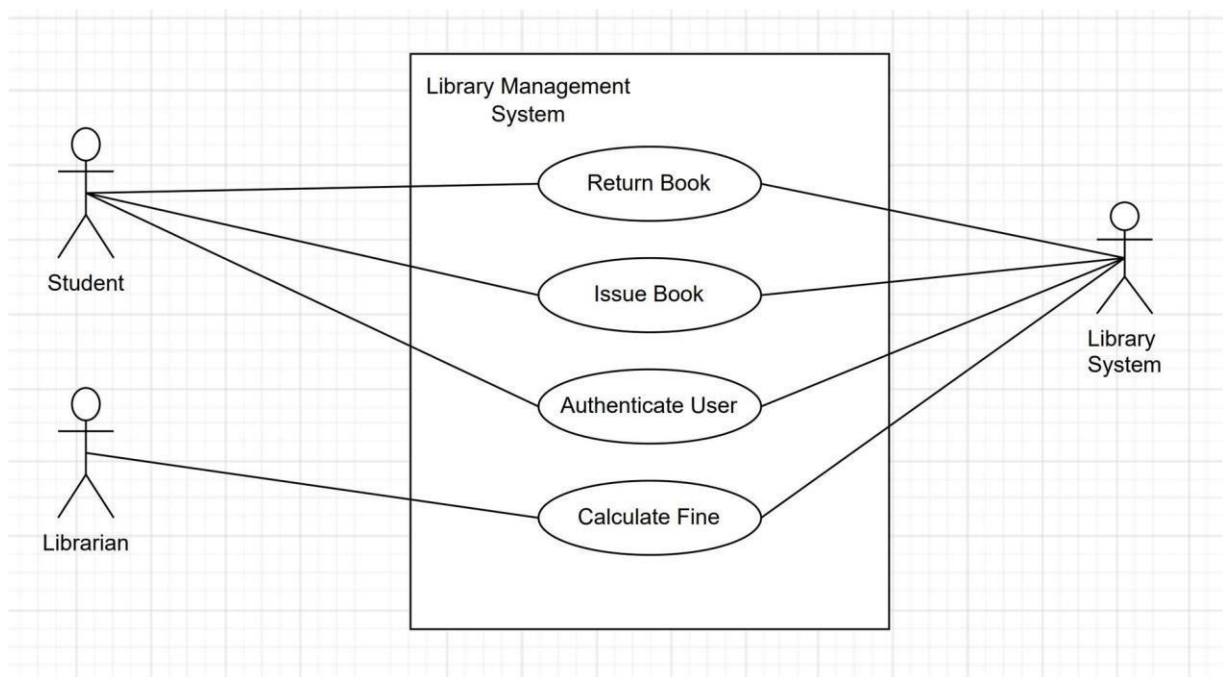 Library Management
System
Return Book
Student
Issue Book
Library
System
Authenticate User
Calculate Fine
Librarian